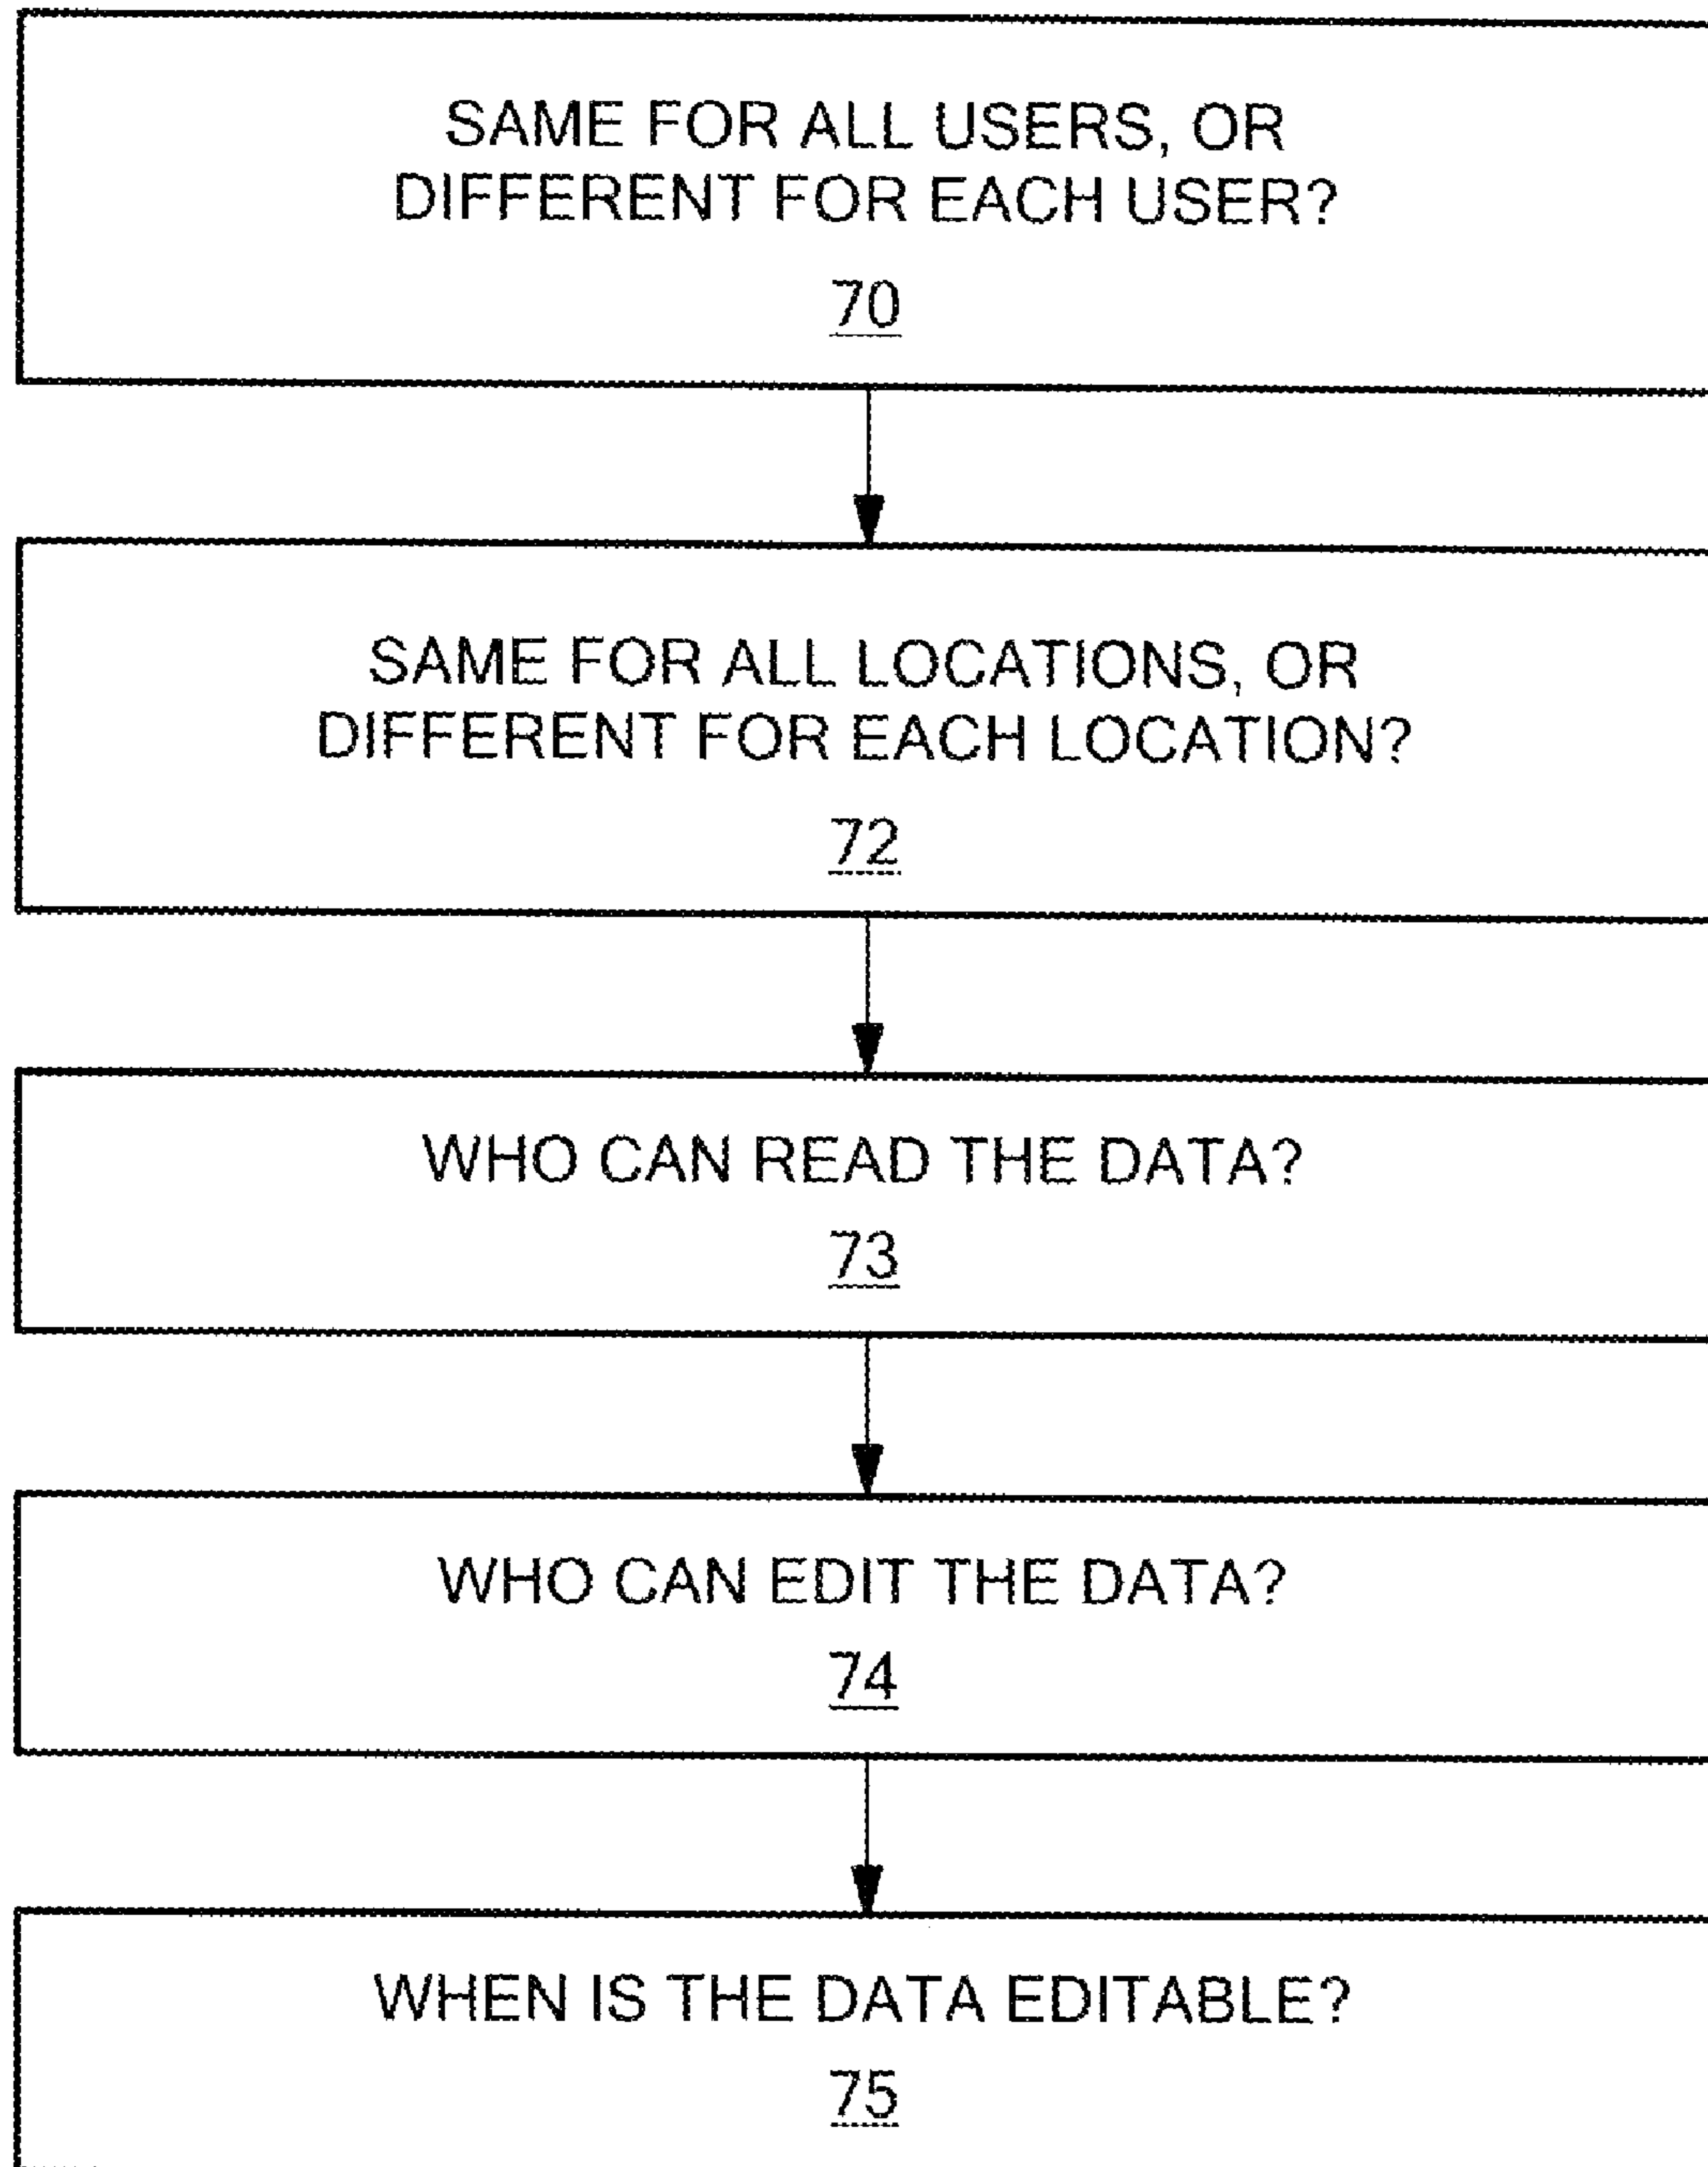 SAME FOR ALL USERS, OR
DIFFERENT FOR EACH USER?
70
SAME FOR ALL LOCATIONS, OR
DIFFERENT FOR EACH LOCATION?
72
WHO CAN READ THE DATA?
73
WHO CAN EDIT THE DATA?
74
WHEN IS THE DATA EDITABLE?
75